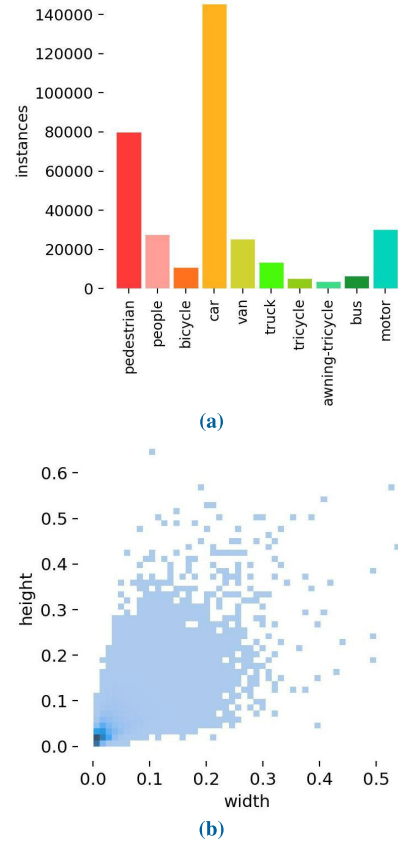 140000
120000
100000
80000
60000
40000
20000
0
instances
pedestrian
people
bicycle
car
van
truck
tricycle
awning-tricycle
bus
motor
(a)
0.6
0.5
0.4
0.3
0.2
0.1
0.0
height
0.0 0.1 0.2 0.3 0.4 0.5
width
(b)